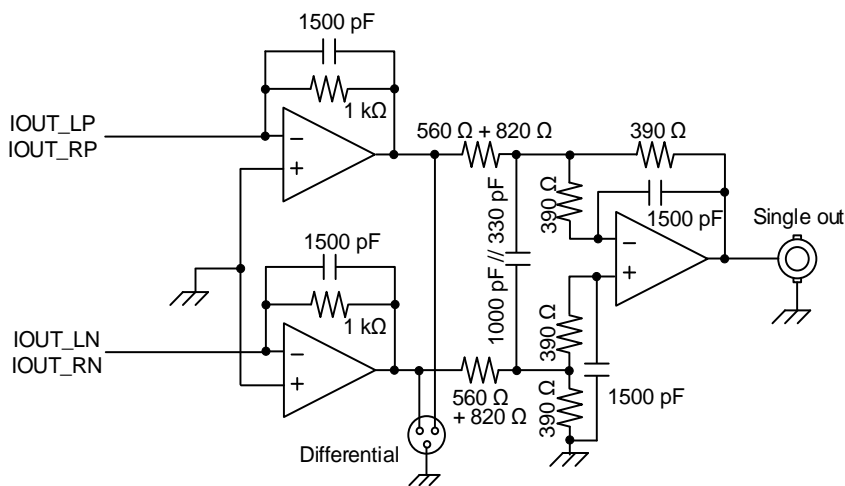 1500 pF
1 kΩ
IOUT_LP
IOUT_RP
−
+
560 Ω + 820 Ω
390 Ω
390 Ω
1500 pF
−
+
Single out
1000 pF // 330 pF
1500 pF
1 kΩ
IOUT_LN
IOUT_RN
−
+
390 Ω
390 Ω
1500 pF
560 Ω
+ 820 Ω
Differential